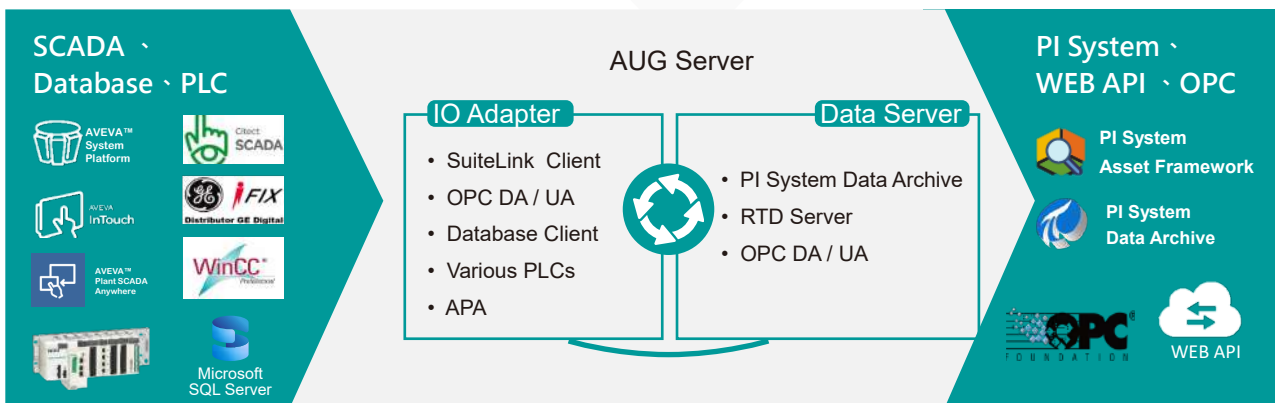 SCADA、
Database、PLC
AVEVA™
System
Platform
Citect
SCADA
AVEVA
InTouch
GE iFIX
Distributor GE Digital
AVEVA™
Plant SCADA
Anywhere
WinCC®
Professional
Microsoft
SQL Server
AUG Server
IO Adapter
• SuiteLink Client
• OPC DA / UA
• Database Client
• Various PLCs
• APA
Data Server
• PI System Data Archive
• RTD Server
• OPC DA / UA
PI System、
WEB API 、OPC
PI System
Asset Framework
PI System
Data Archive
OPC®
FOUNDATION
WEB API